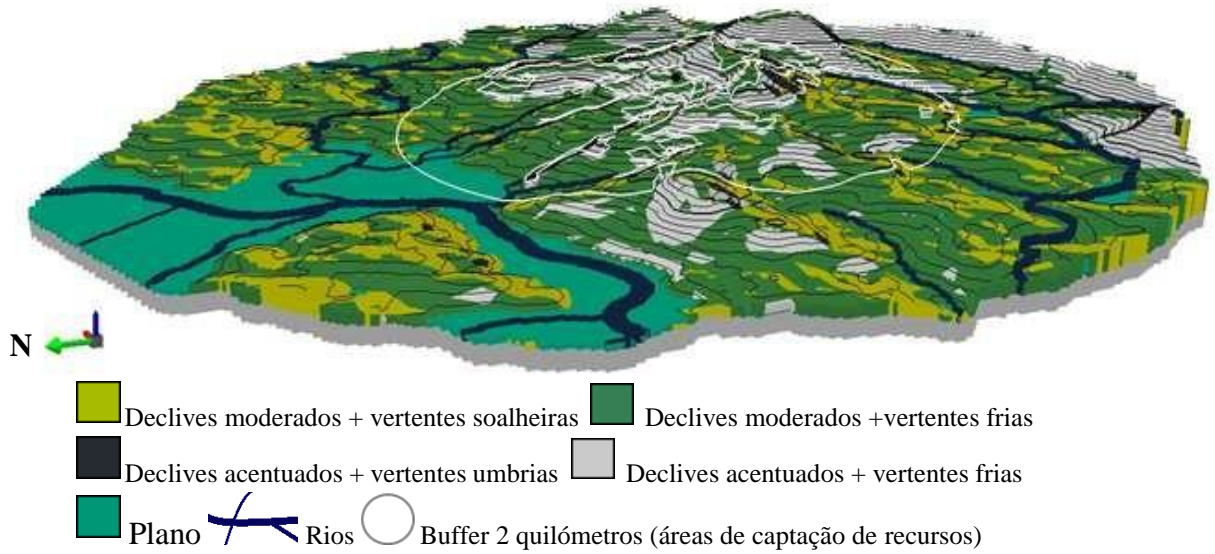 N
Declives moderados + vertentes soalheiras Declives moderados +vertentes frias
Declives acentuados + vertentes umbrias Declives acentuados + vertentes frias
Plano Rios Buffer 2 quilómetros (áreas de captação de recursos)